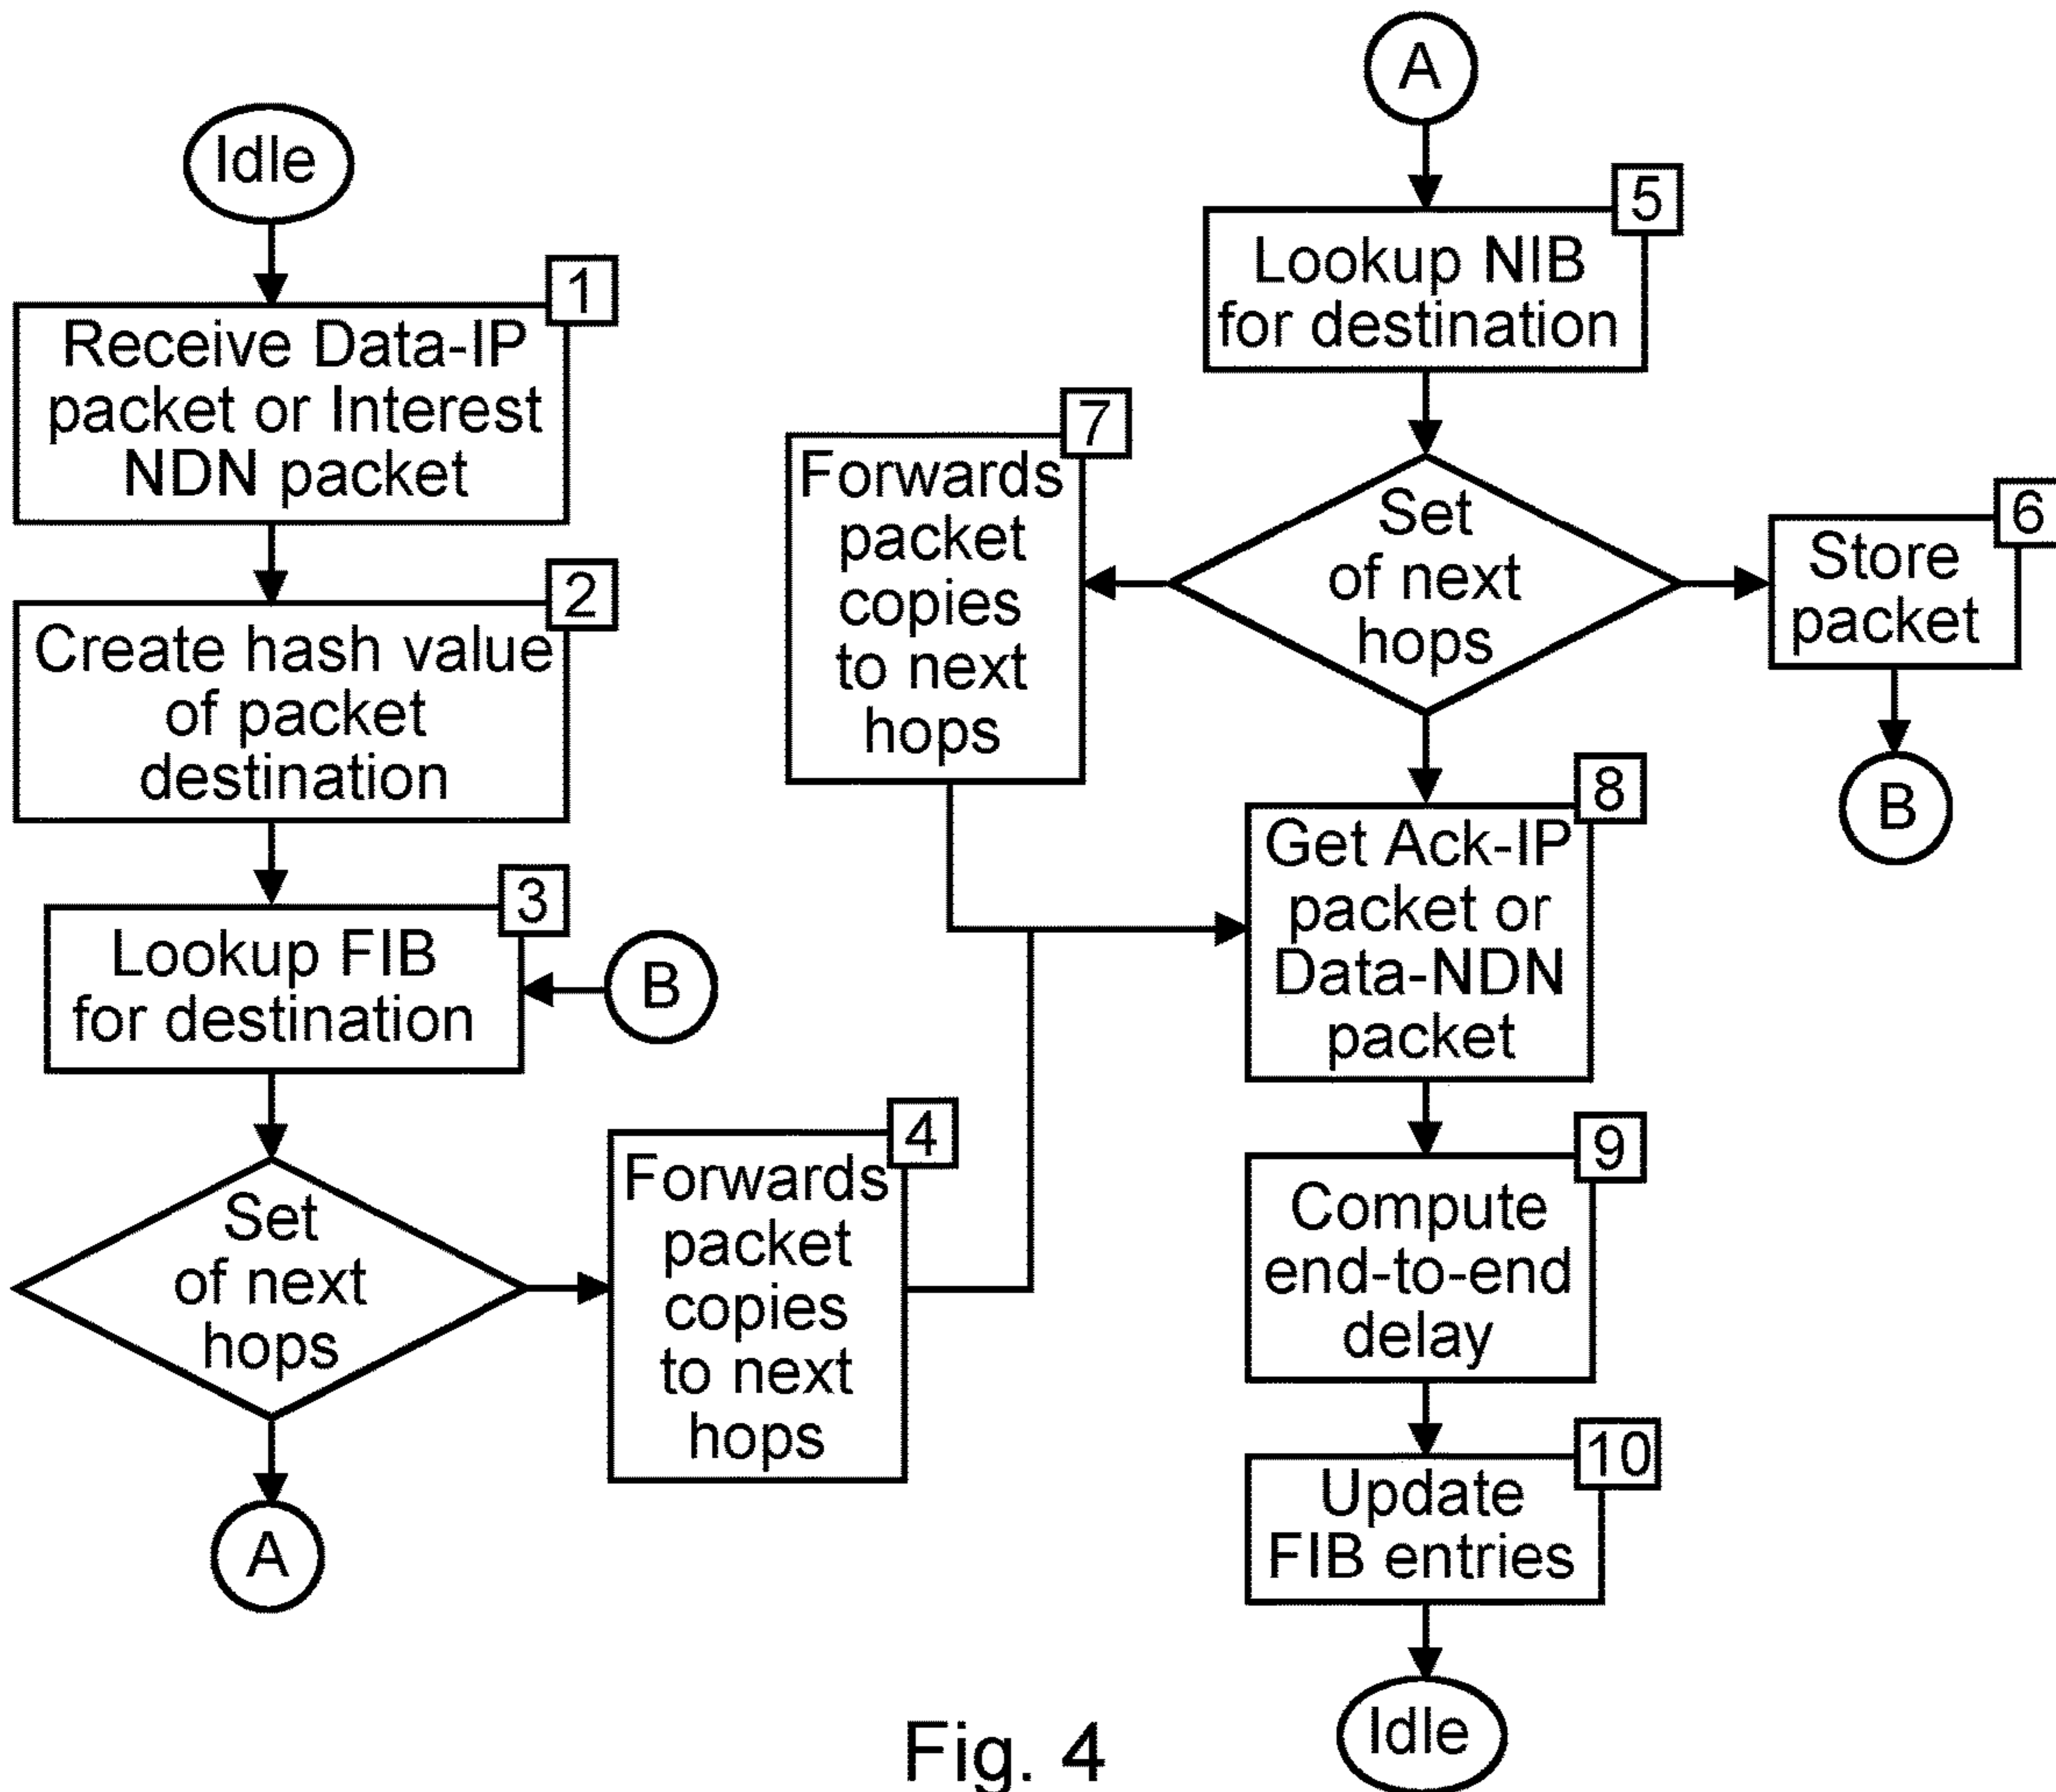 Idle
1
Receive Data-IP
packet or Interest
NDN packet
2
Create hash value
of packet
destination
3
Lookup FIB
for destination
B
Set
of next
hops
4
Forwards
packet
copies
to next
hops
A
A
5
Lookup NIB
for destination
Set
of next
hops
6
Store
packet
B
7
Forwards
packet
copies
to next
hops
8
Get Ack-IP
packet or
Data-NDN
packet
9
Compute
end-to-end
delay
10
Update
FIB entries
Idle
Fig. 4